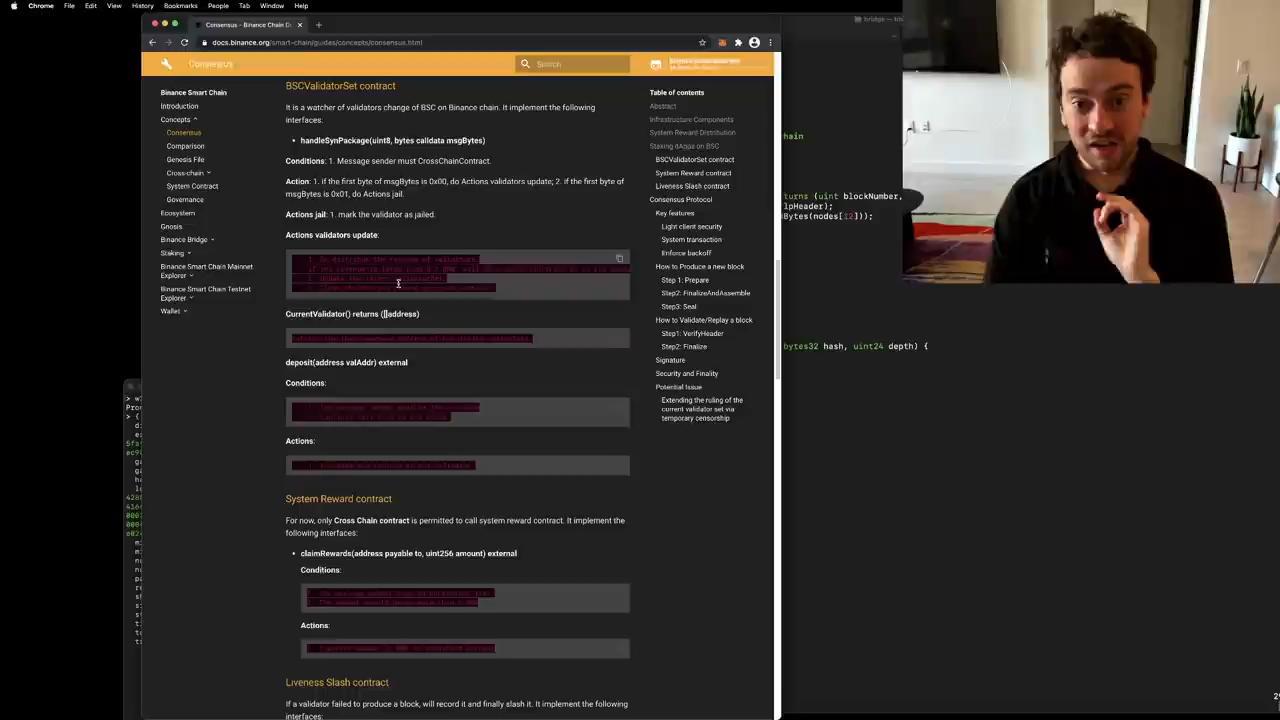 Chrome File Edit View History Bookmarks People Tab Window Help
Consensus - Binance Chain D
docs.binance.org/smart-chain/guides/concepts/consensus.html
Consensus
Search
Binance Smart Chain
Introduction
Concepts
Consensus
Comparison
Genesis File
Cross-chain
System Contract
Governance
Ecosystem
Gnosis
Binance Bridge
Staking
Binance Smart Chain Mainnet
Explorer
Binance Smart Chain Testnet
Explorer
Wallet
BSCValidatorSet contract
It is a watcher of validators change of BSC on Binance chain. It implement the following
interfaces:
• handleSynPackage(uint8, bytes calldata msgBytes)
Conditions: 1. Message sender must CrossChainContract.
Action: 1. if the first byte of msgBytes is 0x00, do Actions validators update; 2. if the first byte of
msgBytes is 0x01, do Actions jail.
Actions jail: 1. mark the validator as jailed.
Actions validators update:
CurrentValidator() returns ([]address)
deposit(address valAddr) external
Conditions:
Actions:
System Reward contract
For now, only Cross Chain contract is permitted to call system reward contract. It implement the
following interfaces:
• claimRewards(address payable to, uint256 amount) external
Conditions:
Actions:
Liveness Slash contract
If a validator failed to produce a block, will record it and finally slash it. It implement the following
interfaces:
Table of contents
Abstract
Infrastructure Components
System Reward Distribution
Staking dApps on BSC
BSCValidatorSet contract
System Reward contract
Liveness Slash contract
Consensus Protocol
Key features
Light client security
System transaction
Enforce backoff
How to Produce a new block
Step 1: Prepare
Step2: FinalizeAndAssemble
Step3: Seal
How to Validate/Replay a block
Step1: VerifyHeader
Step2: Finalize
Signature
Security and Finality
Potential Issue
Extending the ruling of the
current validator set via
temporary censorship
chain
turns (uint blockNumber,
lpHeader);
Bytes(nodes[i2]));
bytes32 hash, uint24 depth) {